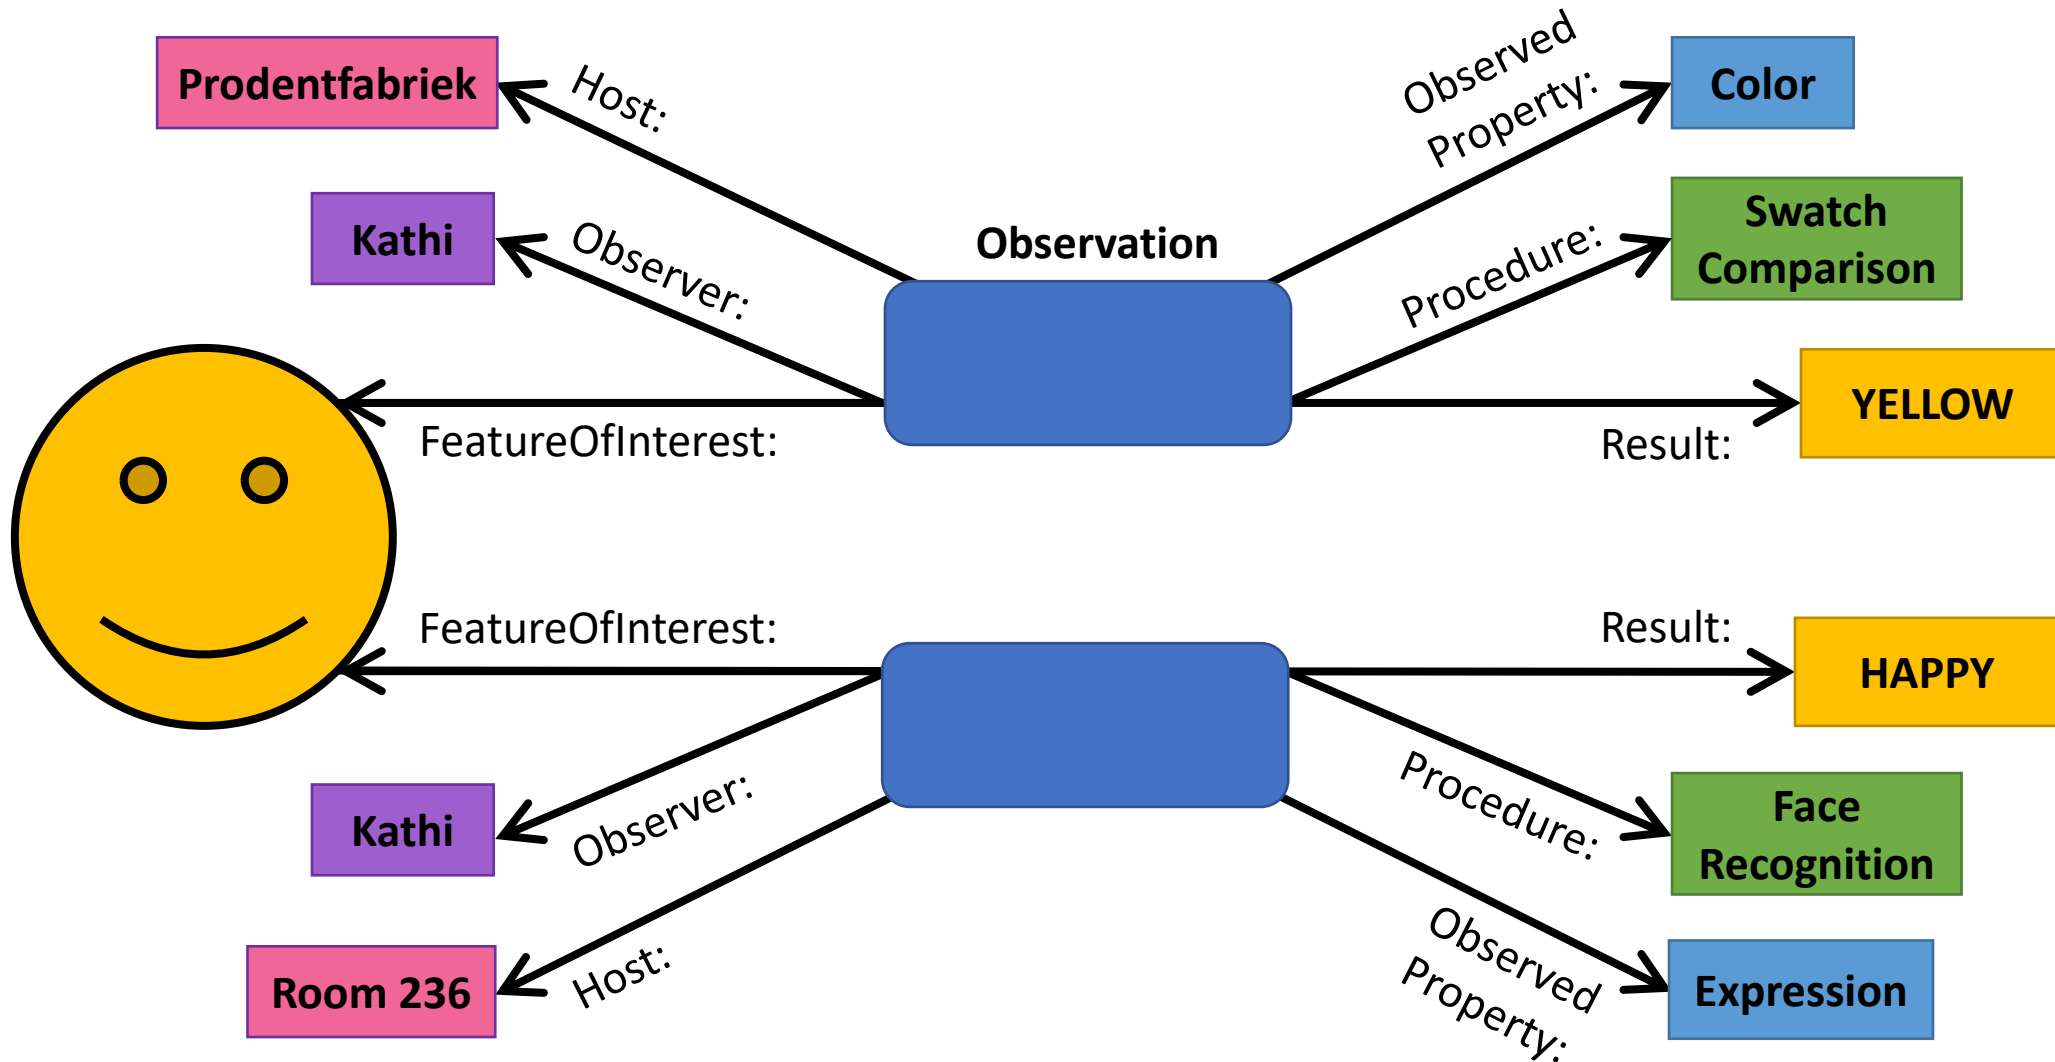 Prodentfabriek
Host:
Observed
Property:
Color
Kathi
Observer:
Observation
Procedure:
Swatch
Comparison
FeatureOfInterest:
Result:
YELLOW
FeatureOfInterest:
Result:
HAPPY
Kathi
Observer:
Procedure:
Face
Recognition
Room 236
Host:
Observed
Property:
Expression